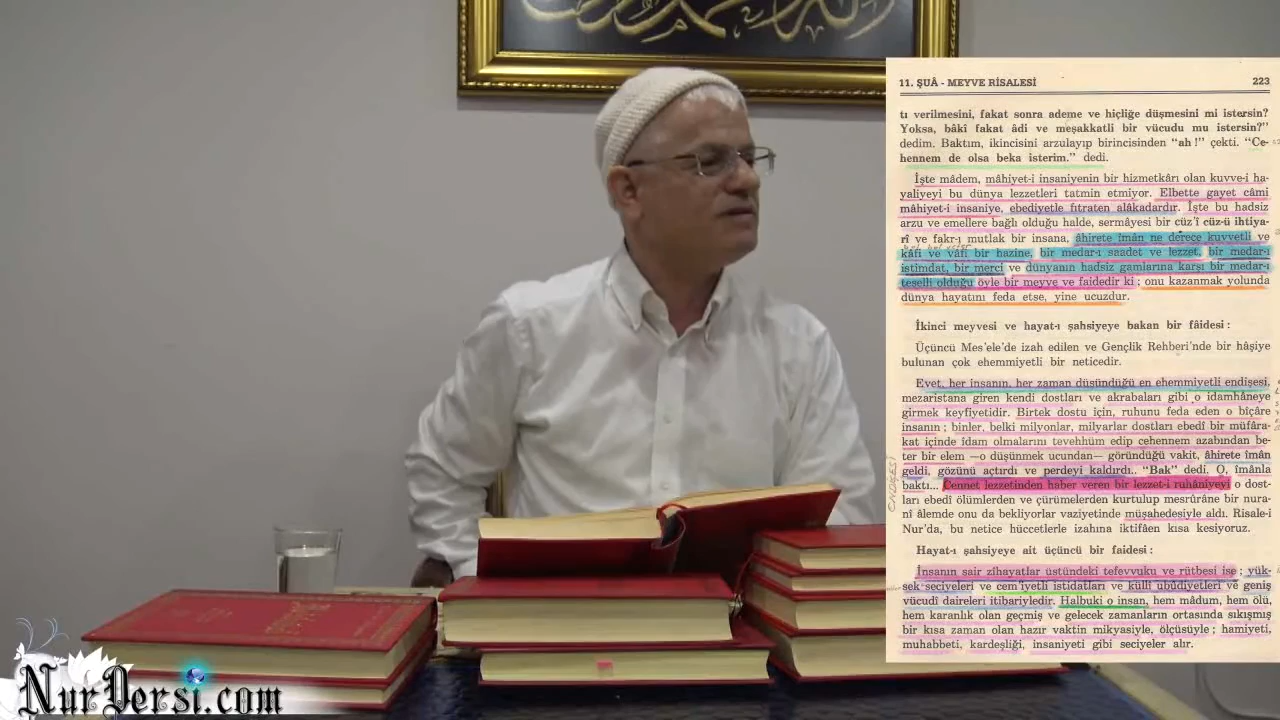 11. ŞUÂ - MEYVE RİSALESİ 223
tı verilmesini, fakat sonra ademe ve hiçliğe düşmesini mi istersin?
Yoksa, bâki fakat âdi ve meşakkatli bir vücudu mu istersin?"
dedim. Baktım, ikincisini arzulayıp birincisinden "ah!" çekti. "Ce-
hennem de olsa beka isterim." dedi.
İşte mâdem, mâhiyet-i insaniyenin bir hizmetkârı olan kuvve-i ha-
yaliyeyi bu dünya lezzetleri tatmin etmiyor. Elbette gayet câmi
mâhiyet-i insaniye, ebediyetle fıtraten alâkadardır. İşte bu hadsiz
arzu ve emellere bağlı olduğu halde, sermâyesi bir cüz'î cüz-ü ihtiya-
rî ve fakr-ı mutlak bir insana, âhirete îmân ne derece kuvvetli ve
kâfi ve vâfi bir hazine, bir medar-ı saadet ve lezzet, bir medar-ı
istimdat, bir merci ve dünyanın hadsiz gamlarına karşı bir medar-ı
teselli olduğu öyle bir meyve ve faidedir ki; onu kazanmak yolunda
dünya hayatını feda etse, yine ucuzdur.
İkinci meyvesi ve hayat-ı şahsiyeye bakan bir fâidesi:
Üçüncü Mes'ele'de izah edilen ve Gençlik Rehberi'nde bir hâşiye
bulunan çok ehemmiyetli bir neticedir.
Evet, her insanın, her zaman düşündüğü en ehemmiyetli endişesi,
mezaristana giren kendi dostları ve akrabaları gibi o idamhâneye
girmek keyfiyetidir. Birtek dostu için, ruhunu feda eden o bîçâre
insanın; binler, belki milyonlar, milyarlar dostları ebedî bir müfâra-
kat içinde îdam olmalarını tevehhüm edip cehennem azabından be-
ter bir elem —o düşünmek ucundan— göründüğü vakit, âhirete îmân
geldi, gözünü açtırdı ve perdeyi kaldırdı.. "Bak" dedi. O, îmânla
baktı... Cennet lezzetinden haber veren bir lezzet-i ruhâniyeyi o dost-
ları ebedî ölümlerden ve çürümelerden kurtulup mesrûrâne bir nura-
nî âlemde onu da bekliyorlar vaziyetinde müşahedesiyle aldı. Risale-i
Nur'da, bu netice hüccetlerle izahına iktifâen kısa kesiyoruz.
Hayat-ı şahsiyeye ait üçüncü bir faidesi:
İnsanın sair zîhayatlar üstündeki tefevvuku ve rütbesi ise; yük-
sek seciyeleri ve cem'iyetli istidatları ve küllî ubûdiyetleri ve geniş
vücudî daireleri itibariyledir. Halbuki o insan, hem mâdum, hem ölü,
hem karanlık olan geçmiş ve gelecek zamanların ortasında sıkışmış
bir kısa zaman olan hazır vaktin mikyasiyle, ölçüsüyle; hamiyeti,
muhabbeti, kardeşliği, insaniyeti gibi seciyeler alır.
ENDİŞESİ
NurDersi.com